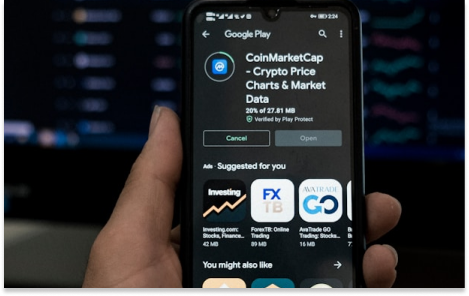 2:24
Google Play
CoinMarketCap
- Crypto Price
Charts & Market
Data
20% of 27.81 MB
Verified by Play Protect
Cancel
Open
Ads · Suggested for you
Investing
FX
TB
AVATRADE
GO
Investing.com:
Stocks, Finance...
42 MB
ForexTB: Online
Trading
89 MB
AvaTrade GO
Trading: Stocks..
16 MB
You might also like